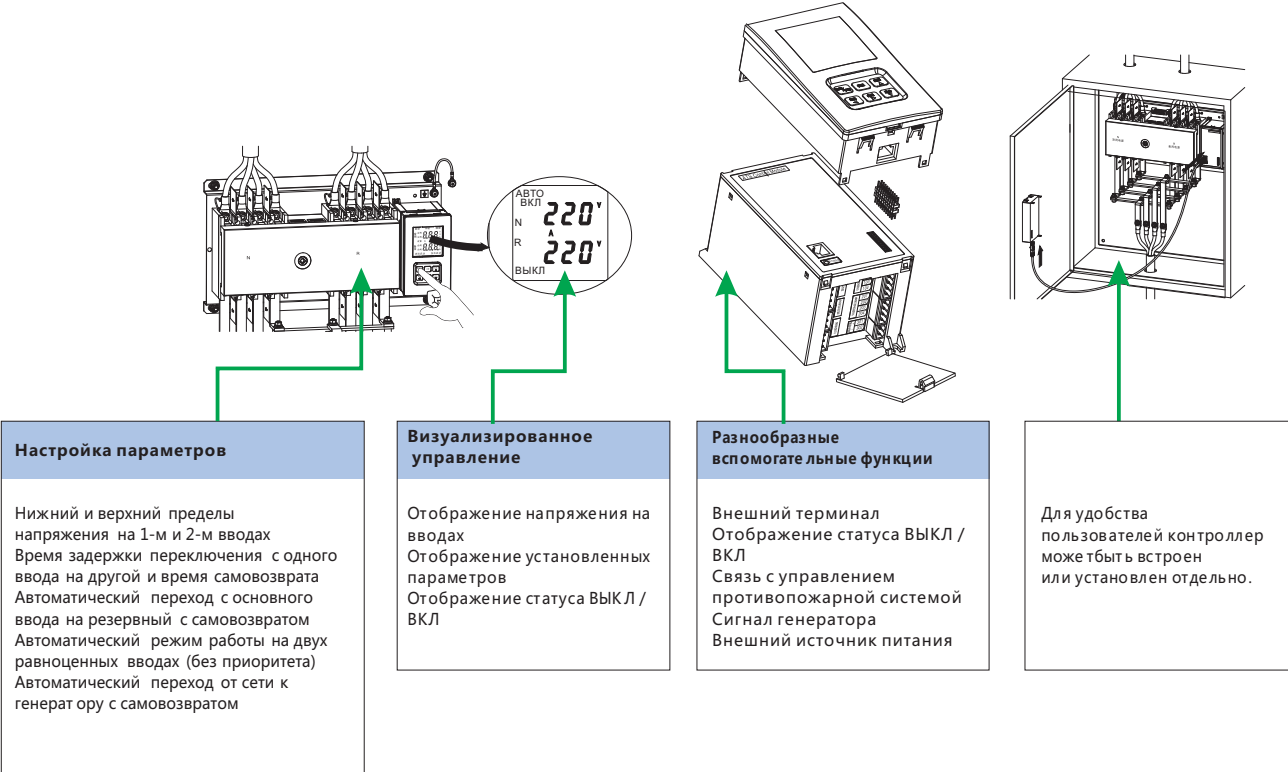 АВТО
ВКЛ
N 220 V
A
R 220 V
ВЫКЛ
N
R
Настройка параметров
Нижний и верхний пределы
напряжения на 1-м и 2-м вводах
Время задержки переключения с одного
ввода на другой и время самовозврата
Автоматический переход с основного
ввода на резервный с самовозвратом
Автоматический режим работы на двух
равноценных вводах (без приоритета)
Автоматический переход от сети к
генерат ору с самовозвратом
Визуализированное
управление
Отображение напряжения на
вводах
Отображение установленных
параметров
Отображение статуса ВЫКЛ /
ВКЛ
Разнообразные
вспомогате льные функции
Внешний терминал
Отображение статуса ВЫКЛ /
ВКЛ
Связь с управлением
противопожарной системой
Сигнал генератора
Внешний источник питания
Для удобства
пользователей контроллер
может​быть встроен
или установлен отдельно.